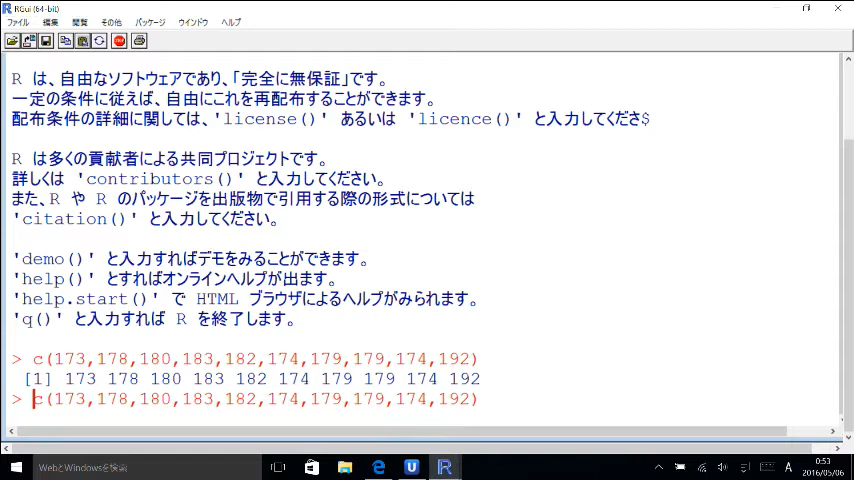 RGui (64-bit)
ファイル 編集 閲覧 その他 パッケージ ウインドウ ヘルプ
R は、自由なソフトウェアであり、「完全に無保証」です。
一定の条件に従えば、自由にこれを再配布することができます。
配布条件の詳細に関しては、'license()' あるいは 'licence()' と入力してくださ$
R は多くの貢献者による共同プロジェクトです。
詳しくは 'contributors()' と入力してください。
また、R や R のパッケージを出版物で引用する際の形式については
'citation()' と入力してください。
'demo()' と入力すればデモをみることができます。
'help()' とすればオンラインヘルプが出ます。
'help.start()' で HTML ブラウザによるヘルプがみられます。
'q()' と入力すれば R を終了します。
> c(173,178,180,183,182,174,179,179,174,192)
[1] 173 178 180 183 182 174 179 179 174 192
> c(173,178,180,183,182,174,179,179,174,192)
WebとWindowsを検索
A
0:53
2016/05/06